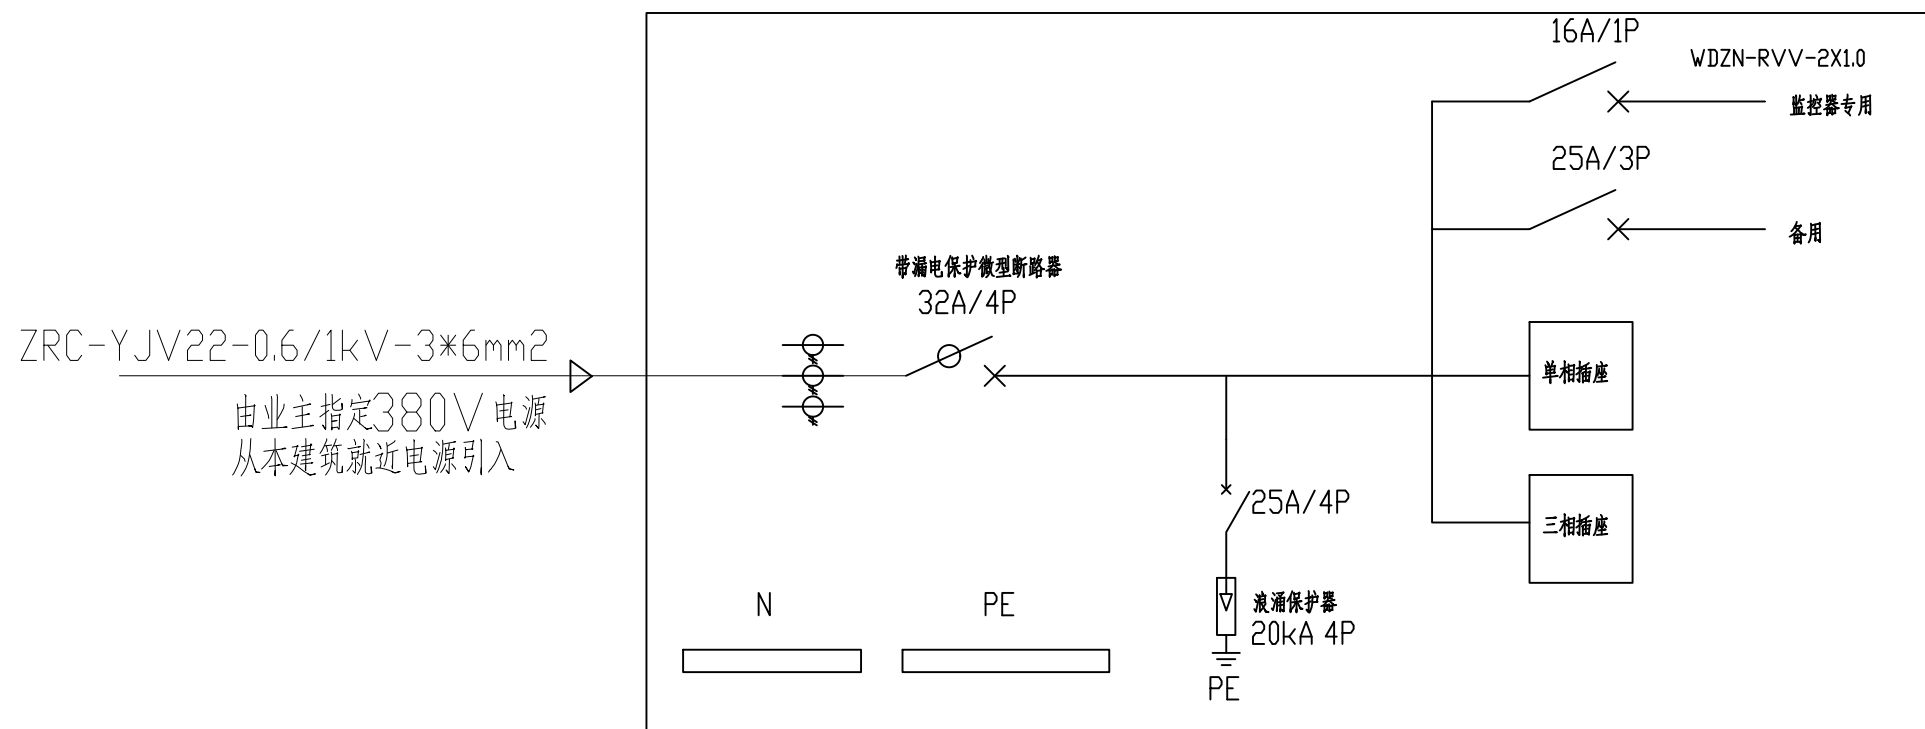 16A/1P
WDZN-RVV-2X1.0
监控器专用
25A/3P
备用
带漏电保护微型断路器
32A/4P
ZRC-YJV22-0.6/1kV-3*6mm2
由业主指定380V电源
从本建筑就近电源引入
单相插座
25A/4P
三相插座
N
PE
浪涌保护器
20kA 4P
PE